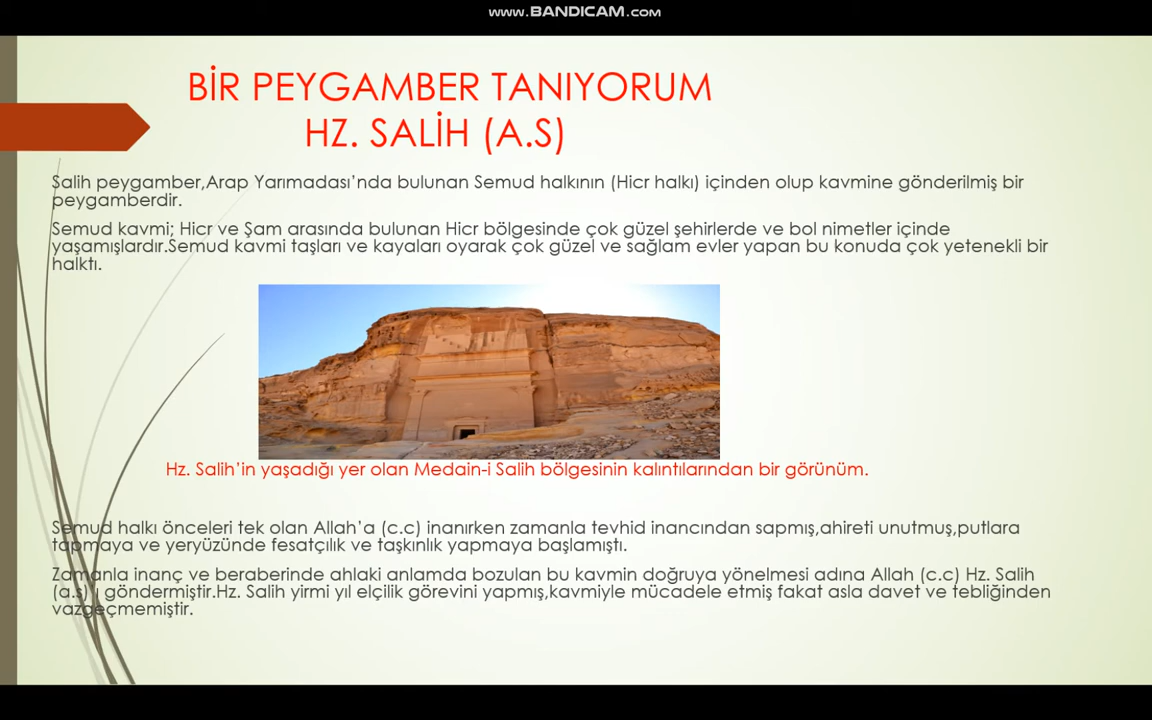 www.BANDICAM.com
BİR PEYGAMBER TANIYORUM
HZ. SALİH (A.S)
Salih peygamber,Arap Yarımadası'nda bulunan Semud halkının (Hicr halkı) içinden olup kavmine gönderilmiş bir
peygamberdir.
Semud kavmi; Hicr ve Şam arasında bulunan Hicr bölgesinde çok güzel şehirlerde ve bol nimetler içinde
yaşamışlardır.Semud kavmi taşları ve kayaları oyarak çok güzel ve sağlam evler yapan bu konuda çok yetenekli bir
halktı.
Hz. Salih'in yaşadığı yer olan Medain-i Salih bölgesinin kalıntılarından bir görünüm.
Semud halkı önceleri tek olan Allah'a (c.c) inanırken zamanla tevhid inancından sapmış,ahireti unutmuş,putlara
tapmaya ve yeryüzünde fesatçılık ve taşkınlık yapmaya başlamıştı.
Zamanla inanç ve beraberinde ahlaki anlamda bozulan bu kavmin doğruya yönelmesi adına Allah (c.c) Hz. Salih
(a.s) ı göndermiştir.Hz. Salih yirmi yıl elçilik görevini yapmış,kavmiyle mücadele etmiş fakat asla davet ve tebliğinden
vazgeçmemiştir.